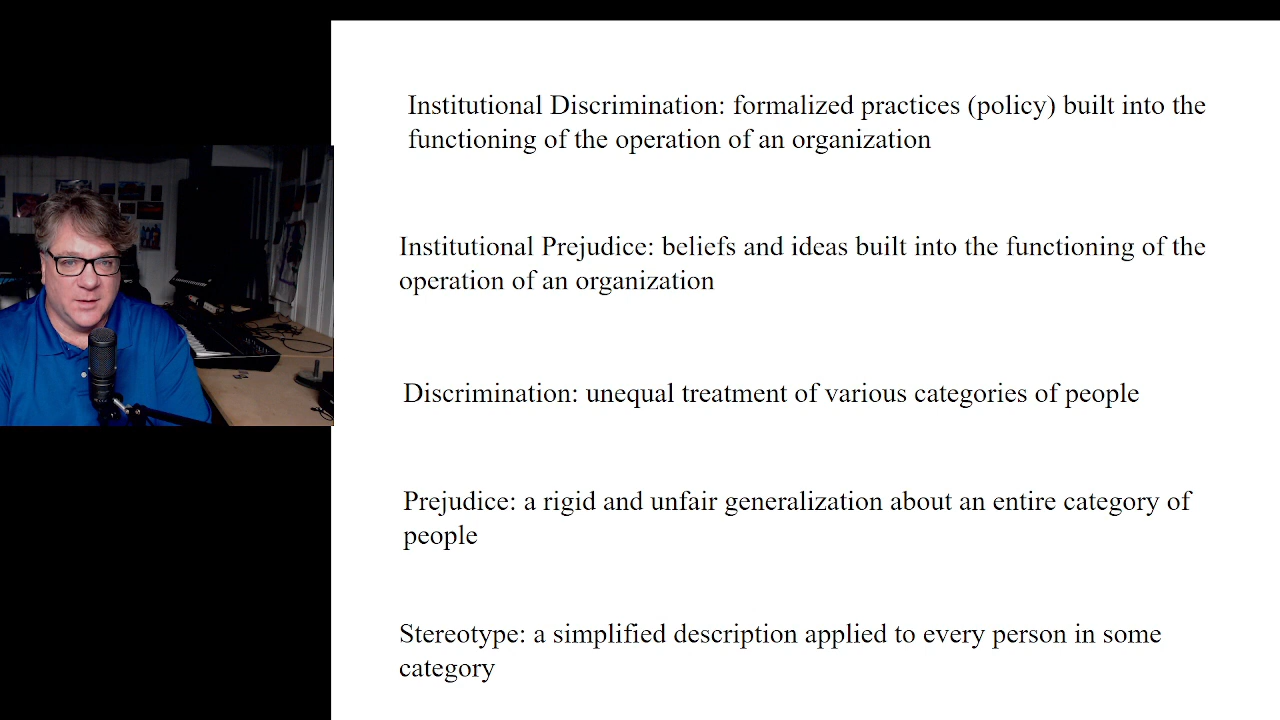 Institutional Discrimination: formalized practices (policy) built into the
functioning of the operation of an organization
Institutional Prejudice: beliefs and ideas built into the functioning of the
operation of an organization
Discrimination: unequal treatment of various categories of people
Prejudice: a rigid and unfair generalization about an entire category of
people
Stereotype: a simplified description applied to every person in some
category